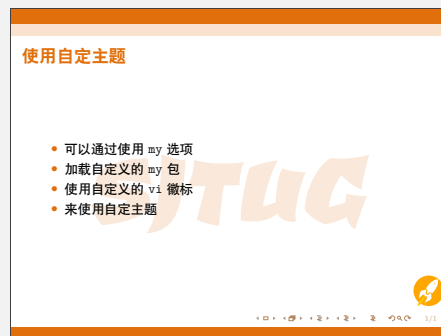 使用自定主题
可以通过使用 my 选项
加载自定义的 my 包
使用自定义的 vi 徽标
来使用自定主题
SJTUG
1/1